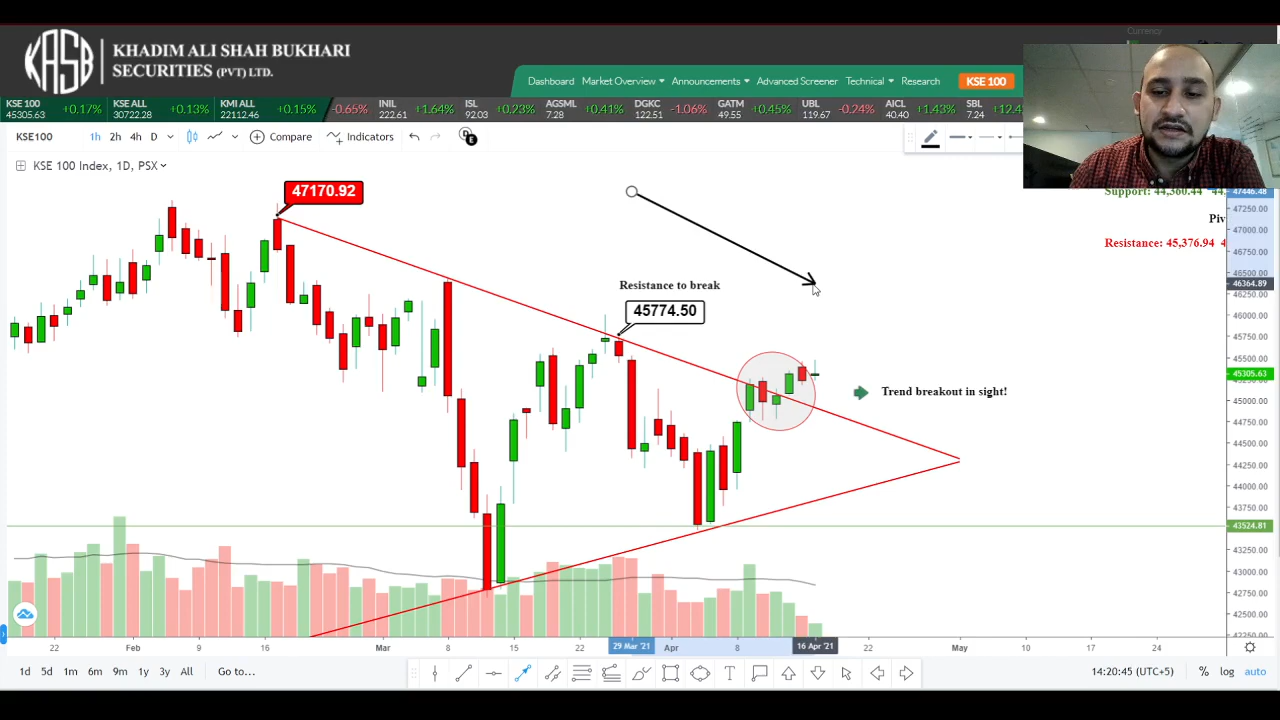 Currency
KASB
KHADIM ALI SHAH BUKHARI
SECURITIES (PVT) LTD.
Dashboard Market Overview Announcements Advanced Screener Technical Research KSE 100
KSE 100 45305.63 +0.17% KSE ALL 30722.28 +0.13% KMI ALL 22112.46 +0.15% -0.65% INIL 222.61 +1.64% ISL 92.03 +0.23% AGSML 7.28 +0.41% DGKC 122.51 -1.06% GATM 49.55 +0.45% UBL 119.67 -0.24% AICL 40.40 +1.43% SBL 7.24 +12.4
KSE100 1h 2h 4h D Compare Indicators
KSE 100 Index, 1D, PSX
47170.92
Support: 44,360.44
47446.48
47250.00
Piv
47000.00
Resistance: 45,376.94 4
46750.00
46500.00
46364.89
46250.00
Resistance to break
45774.50
46000.00
45750.00
45500.00
45305.63
Trend breakout in sight!
45000.00
44750.00
44500.00
44250.00
44000.00
43750.00
43524.81
43250.00
43000.00
42750.00
42500.00
42250.00
22 Feb 9 16 Mar 8 15 22 29 Mar '21 Apr 8 16 Apr '21 22 May 10 17 24
1d 5d 1m 6m 9m 1y 3y All Go to... T 14:20:45 (UTC+5) % log auto